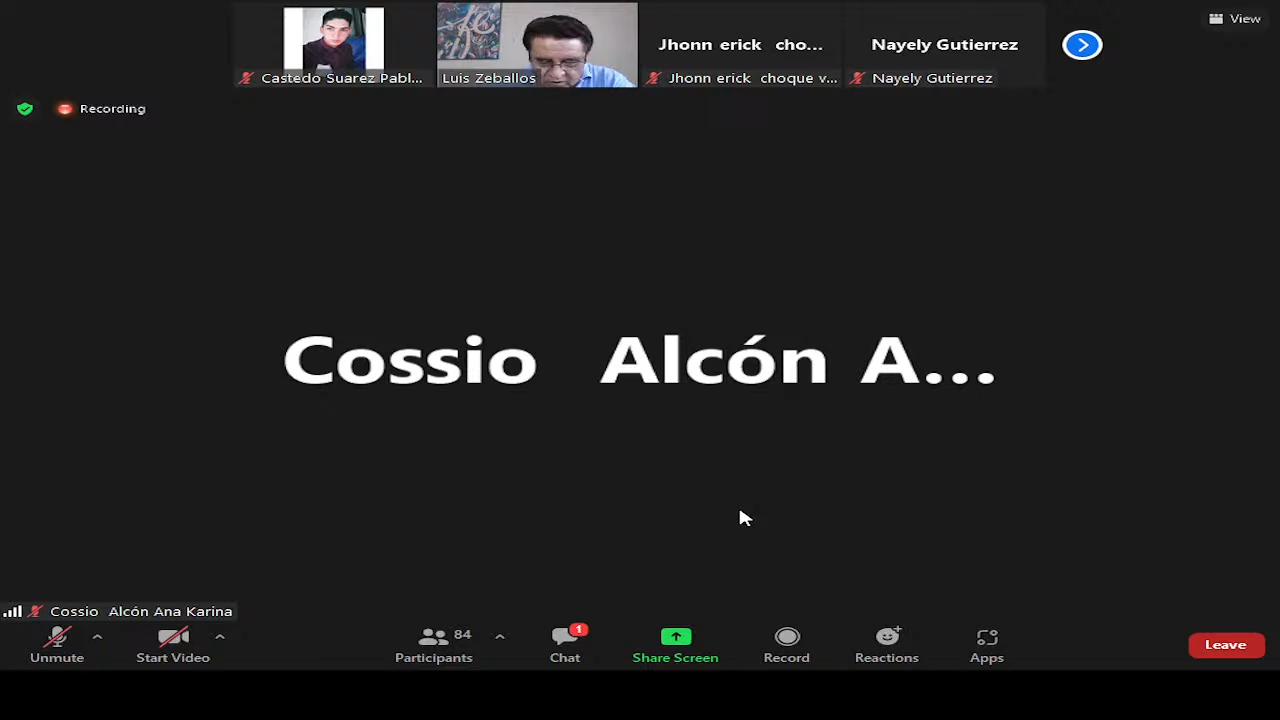 Jhonn erick cho...
Nayely Gutierrez
View
Castedo Suarez Pabl...
Luis Zeballos
Jhonn erick choque v...
Nayely Gutierrez
Recording
Cossio Alcón A...
Cossio Alcón Ana Karina
84
1
Unmute
Start Video
Participants
Chat
Share Screen
Record
Reactions
Apps
Leave